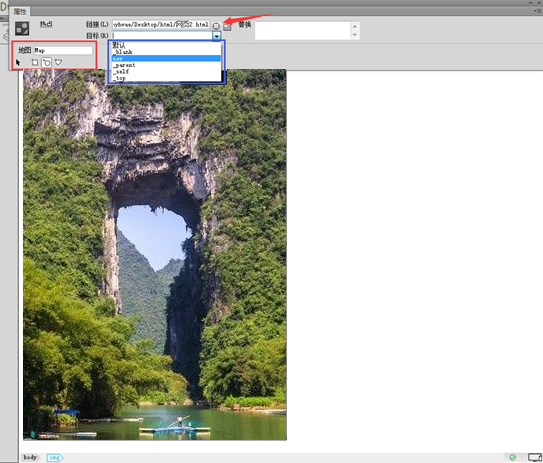 属性
热点
链接(L) yhvae/Desktop/html/网页2.html
替换
目标(R)
地图 Map
默认
_blank
new
_parent
_self
_top
body img